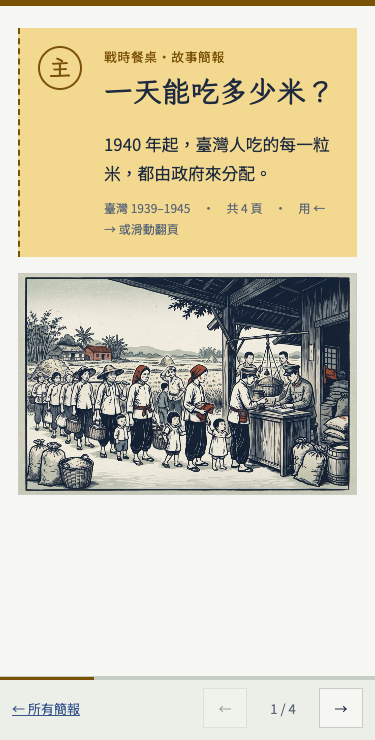 主
戰時餐桌・故事簡報
一天能吃多少米？
1940 年起，臺灣人吃的每一粒
米，都由政府來分配。
臺灣 1939–1945 ・ 共 4 頁 ・ 用 ←
→ 或滑動翻頁
← 所有簡報
←
1 / 4
→